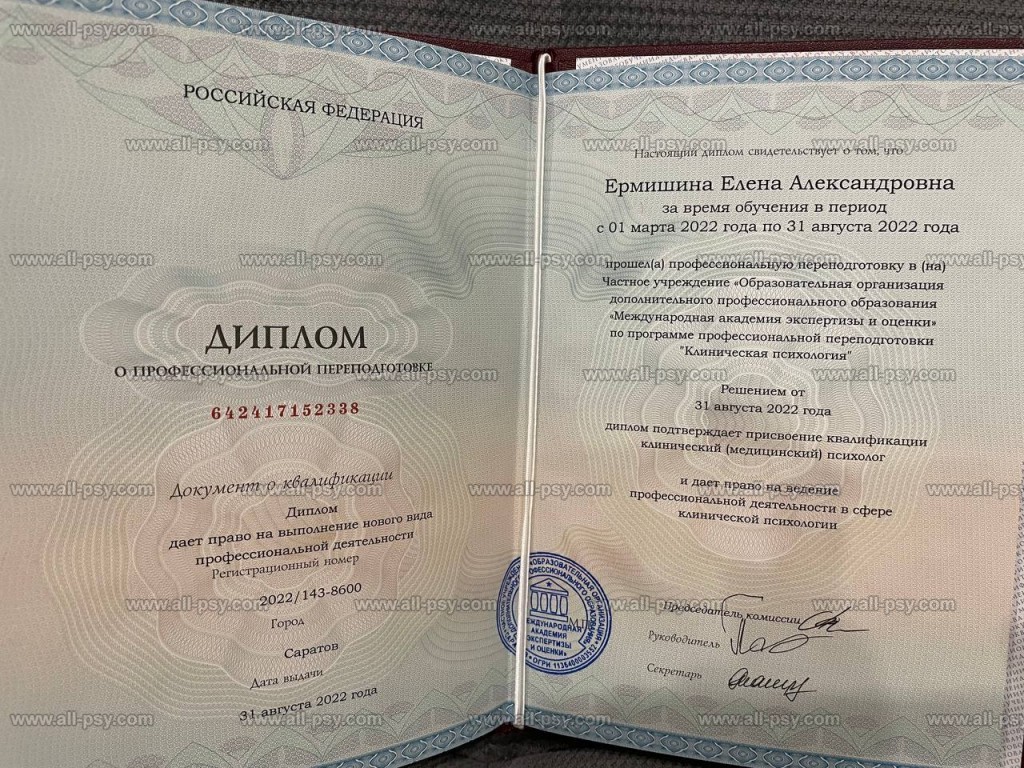 РОССИЙСКАЯ ФЕДЕРАЦИЯ
ДИПЛОМ
О ПРОФЕССИОНАЛЬНОЙ ПЕРЕПОДГОТОВКЕ
642417152338
Документ о квалификации
Диплом
дает право на выполнение нового вида
профессиональной деятельности
Регистрационный номер
2022/143-8600
Город
Саратов
Дата выдачи
31 августа 2022 года
Настоящий диплом свидетельствует о том, что
Ермишина Елена Александровна
за время обучения в период
с 01 марта 2022 года по 31 августа 2022 года
прошел(а) профессиональную переподготовку в (на)
Частное учреждение «Образовательная организация
дополнительного профессионального образования
«Международная академия экспертизы и оценки»
по программе профессиональной переподготовки
"Клиническая психология"
Решением от
31 августа 2022 года
диплом подтверждает присвоение квалификации
клинический (медицинский) психолог
и дает право на ведение
профессиональной деятельности в сфере
клинической психологии
М.П.
Председатель комиссии
Руководитель
Секретарь
МЕЖДУНАРОДНАЯ
АКАДЕМИЯ
ЭКСПЕРТИЗЫ
И ОЦЕНКИ»
www.all-psy.com